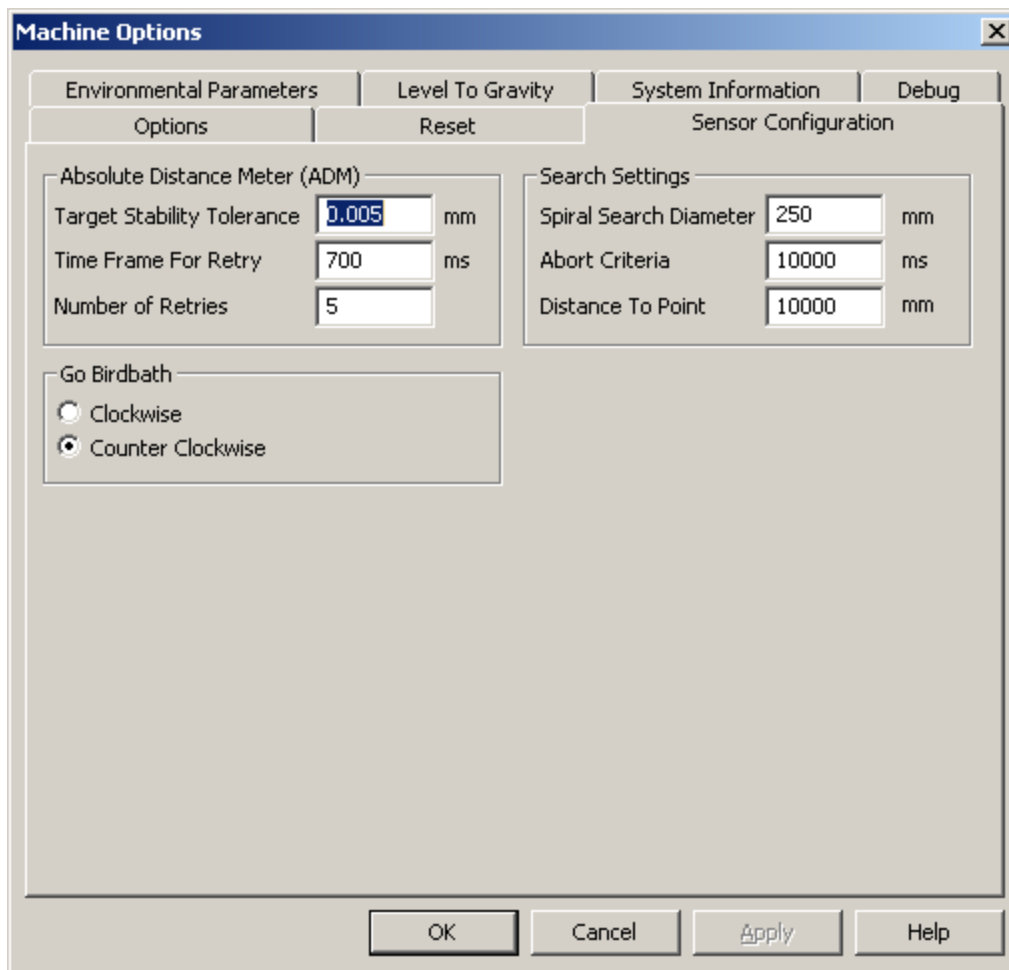 Machine Options
Environmental Parameters Level To Gravity System Information Debug
Options Reset Sensor Configuration
Absolute Distance Meter (ADM)
Target Stability Tolerance 0.005 mm
Time Frame For Retry 700 ms
Number of Retries 5
Search Settings
Spiral Search Diameter 250 mm
Abort Criteria 10000 ms
Distance To Point 10000 mm
Go Birdbath
Clockwise
Counter Clockwise
OK Cancel Apply Help